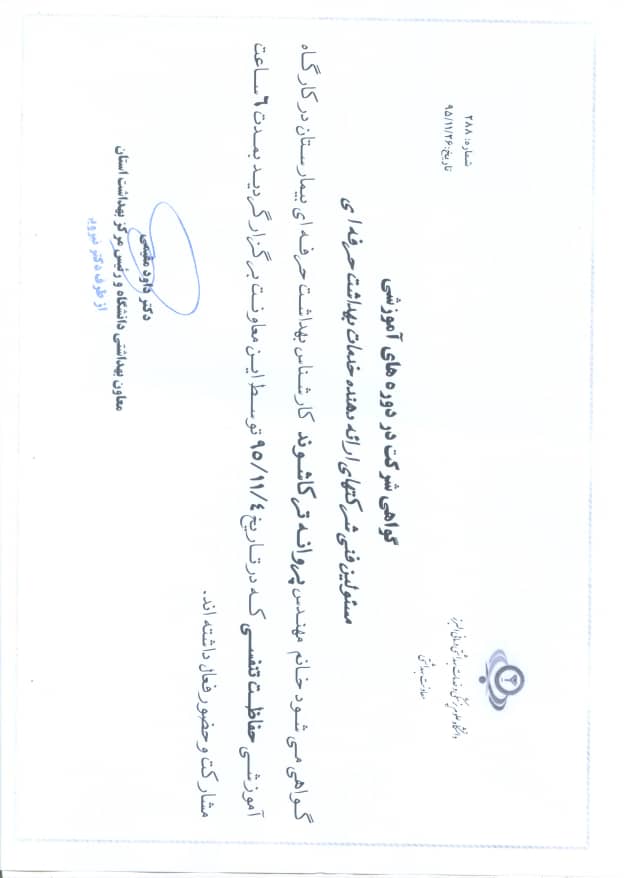 دانشگاه علوم پزشکی و خدمات بهداشتی درمانی البرز
معاونت بهداشتی
شماره: ۲۸۸
تاریخ:۹۵/۱۱/۲۶
گواهی شرکت در دوره های آموزشی
مسئولین فنی شرکتهای ارائه دهنده خدمات بهداشت حرفه ای
گواهی می شود خانم مهندس پروانه ترکاشوند کارشناس بهداشت حرفه ای بیمارستان در کارگاه
آموزشی حفاظت تنفسی که در تاریخ ۹۵/۱۱/۴ توسط این معاونت برگزار گردید بمدت ۶ ساعت
مشارکت و حضور فعال داشته اند.
دکتر داود مقیمی
معاون بهداشتی دانشگاه و رئیس مرکز بهداشت استان
از طرف دکتر